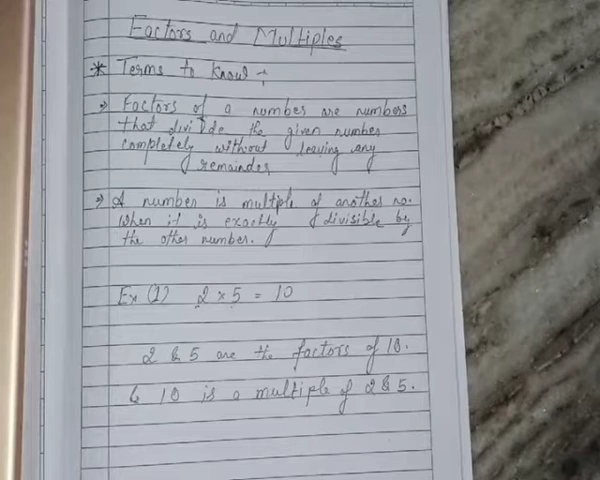 Factors and Multiples
* Terms to know :
→ Factors of a number are numbers
that divide the given number
completely without leaving any
remainder
→ A number is multiple of another no.
when it is exactly divisible by
the other number.
Ex (1) 2 × 5 = 10
2 & 5 are the factors of 10.
& 10 is a multiple of 2 & 5.